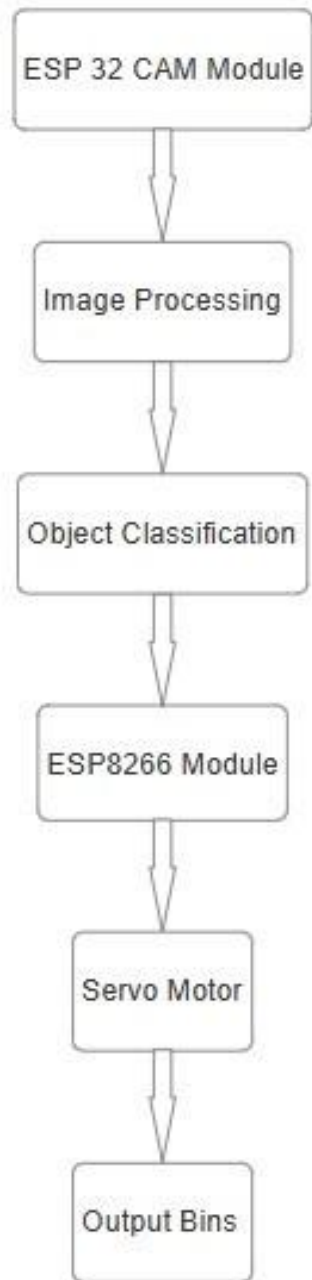 ESP 32 CAM Module
Image Processing
Object Classification
ESP8266 Module
Servo Motor
Output Bins